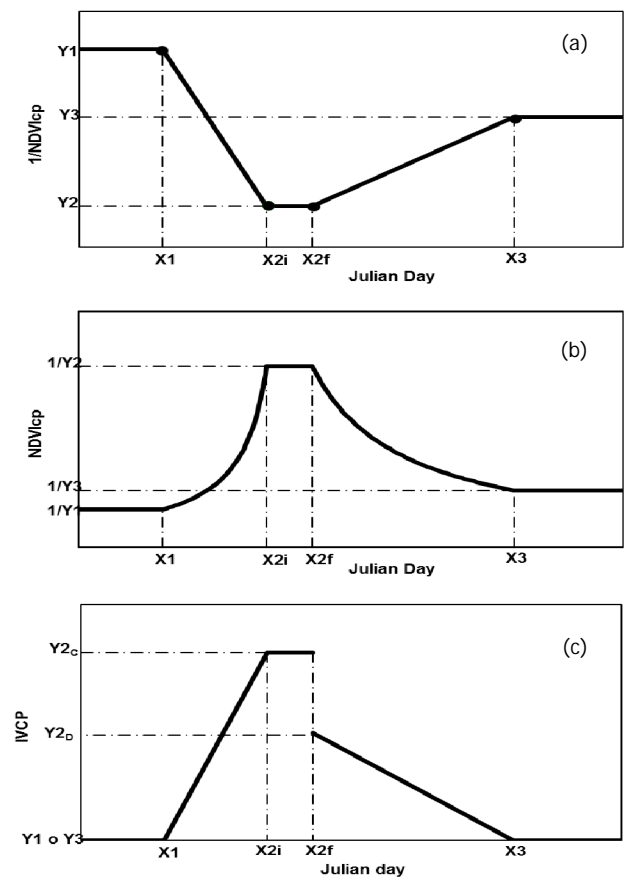 (a)
Y1
Y3
Y2
1/NDVIcp
X1 X2i X2f X3
Julian Day
(b)
1/Y2
1/Y3
1/Y1
NDVIcp
X1 X2i X2f X3
Julian Day
(c)
Y2C
Y2D
Y1 o Y3
IVCP
X1 X2i X2f X3
Julian day